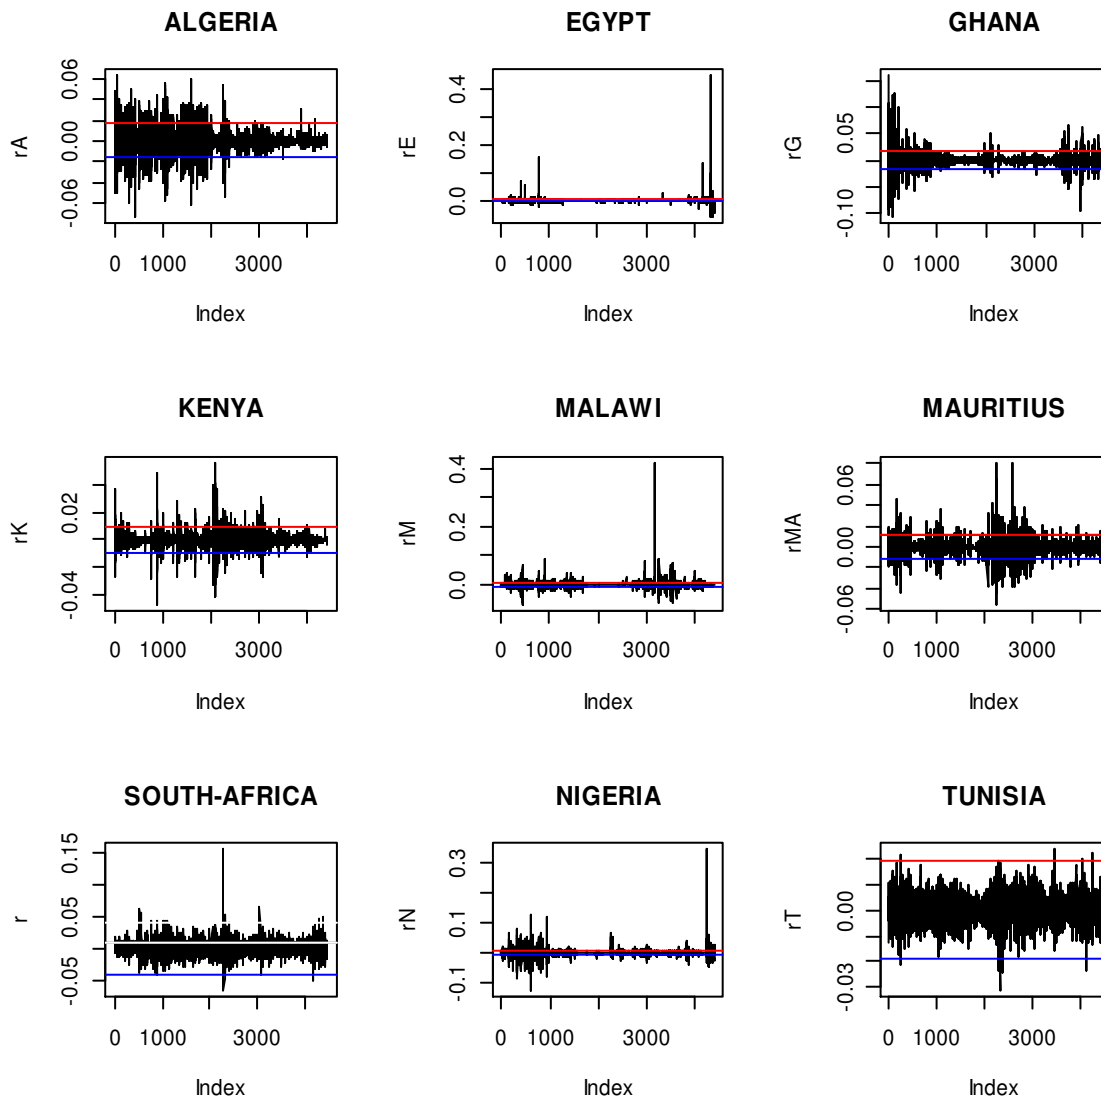 ALGERIA
rA
0.06
0.00
-0.06
0 1000 3000
Index
EGYPT
rE
0.4
0.2
0.0
0 1000 3000
Index
GHANA
rG
0.05
-0.10
0 1000 3000
Index
KENYA
rK
0.02
-0.04
0 1000 3000
Index
MALAWI
rM
0.4
0.2
0.0
0 1000 3000
Index
MAURITIUS
rMA
0.06
0.00
-0.06
0 1000 3000
Index
SOUTH-AFRICA
r
0.15
0.05
-0.05
0 1000 3000
Index
NIGERIA
rN
0.3
0.1
-0.1
0 1000 3000
Index
TUNISIA
rT
0.00
-0.03
0 1000 3000
Index